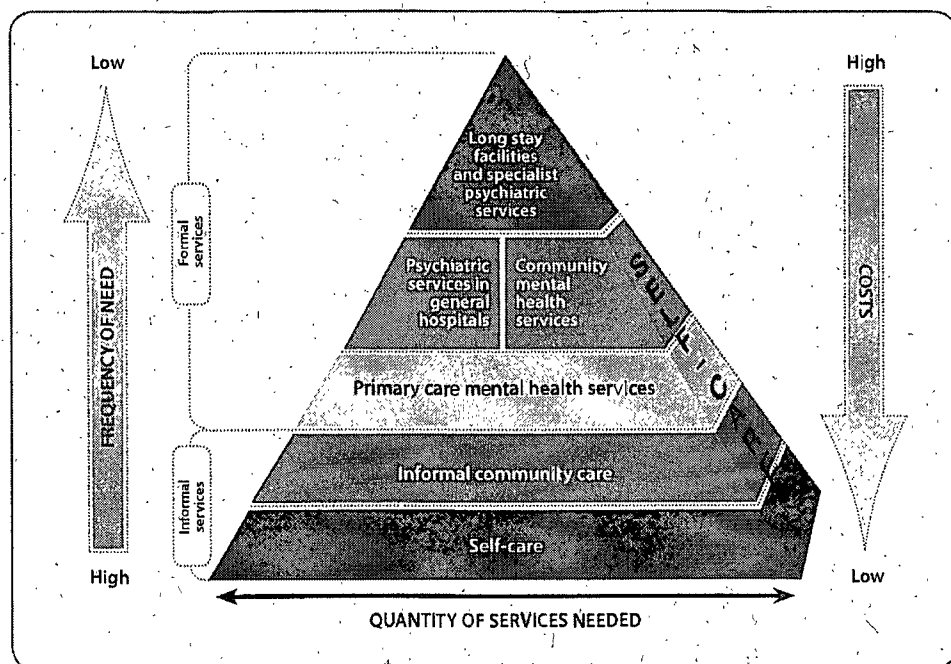 Low
High
Long stay
facilities
and specialist
psychiatric
services
Formal
services
Psychiatric
services in
general
hospitals
Community
mental
health
services
SELF-CARE
FREQUENCY OF NEED
COSTS
Primary care mental health services
Informal community care
Informal
services
Self-care
High
Low
QUANTITY OF SERVICES NEEDED